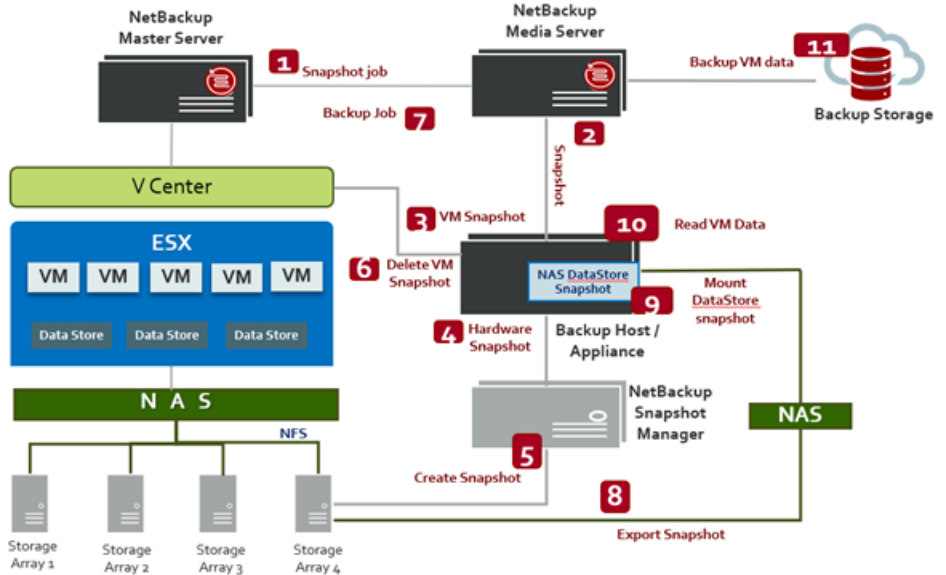 NetBackup
Master Server
NetBackup
Media Server
1
Snapshot job
Backup VM data
11
Backup Storage
Backup Job
7
2
Snapshot
V Center
3
VM Snapshot
10
Read VM Data
ESX
VM
VM
VM
VM
VM
6
Delete VM
Snapshot
NAS DataStore
Snapshot
9
Mount
DataStore
snapshot
Data Store
Data Store
Data Store
4
Hardware
Snapshot
Backup Host /
Appliance
N A S
NFS
NetBackup
Snapshot
Manager
NAS
5
Create Snapshot
8
Export Snapshot
Storage
Array 1
Storage
Array 2
Storage
Array 3
Storage
Array 4